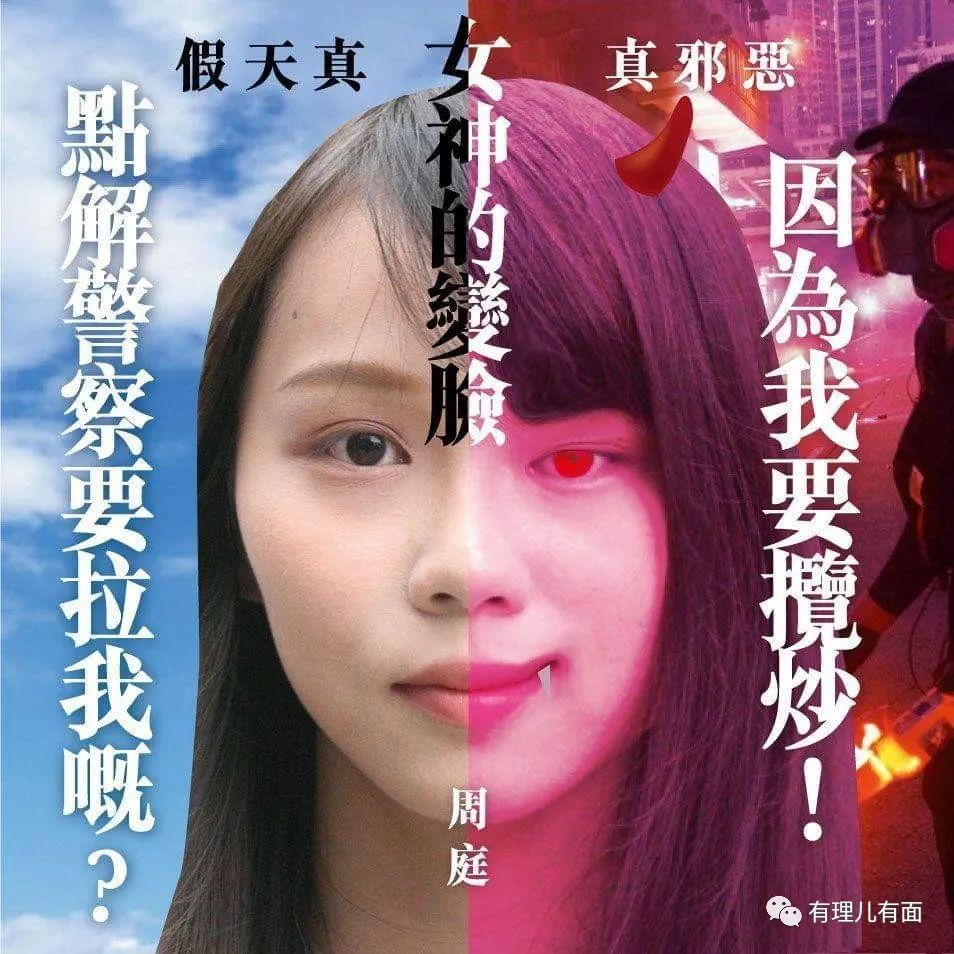 假天真
女神的變臉
真邪惡
點解警察要拉我嘅？
因為我要攬炒！
周庭
有理儿有面